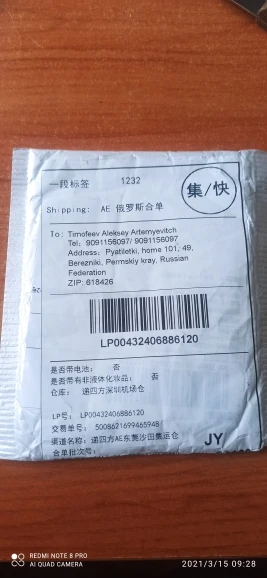 一段标签 1232
集/快
Shipping: AE 俄罗斯合单
To: Timofeev Aleksey Artemyevitch
Tel: 9091156097/ 9091156097
Address: Pyatiletki, home 101, 49,
Berezniki, Permskiy kray, Russian
Federation
ZIP: 618426
LP00432406886120
是否带电池: 否
是否带有非液体化妆品: 否
仓库: 递四方深圳机场仓
LP号: LP00432406886120
交易单号: 5008621699465948
渠道名称: 递四方AE东莞沙田集运仓
JY
合单批次号:
REDMI NOTE 8 PRO
AI QUAD CAMERA
2021/3/15 09:28